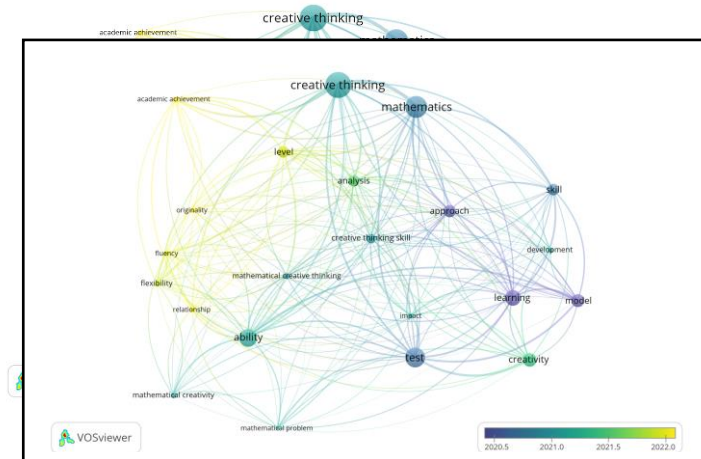 creative thinking
academic achievement
mathematics
creative thinking
academic achievement
mathematics
level
analysis
skill
originality
approach
creative thinking skill
development
fluency
mathematical creative thinking
flexibility
learning
model
relationship
impact
ability
test
creativity
mathematical creativity
mathematical problem
VOSviewer
2020.5 2021.0 2021.5 2022.0